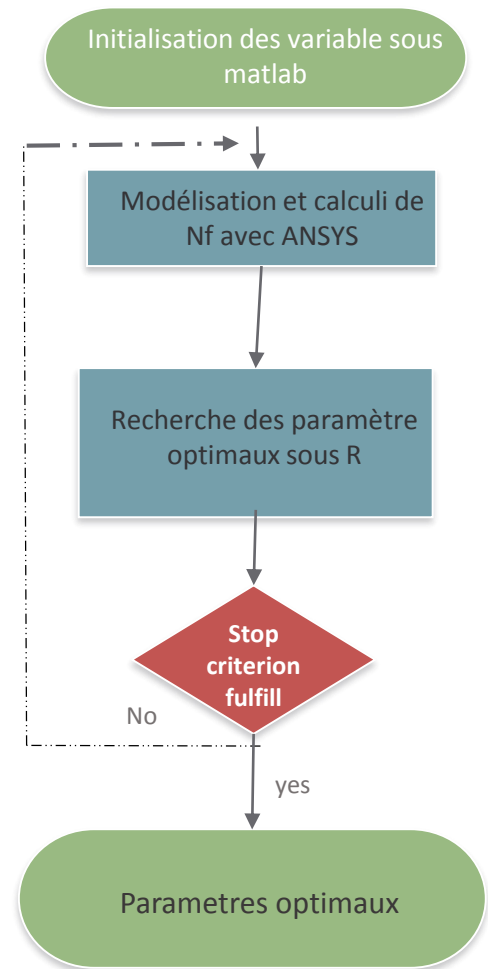 Initialisation des variable sous
matlab
Modélisation et calculi de
Nf avec ANSYS
Recherche des paramètre
optimaux sous R
Stop
criterion
fulfill
No
yes
Parametres optimaux